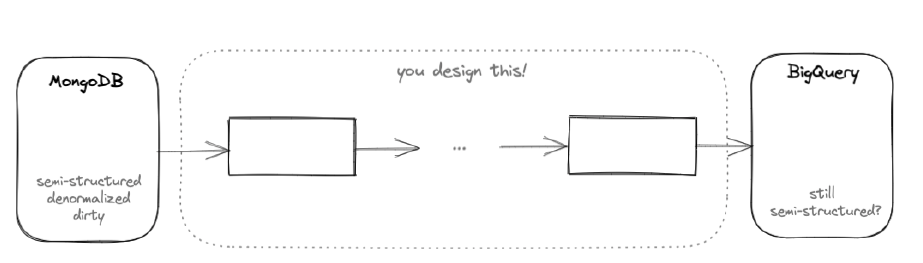 you design this!
MongoDB
semi-structured
denormalized
dirty
...
BigQuery
still
semi-structured?